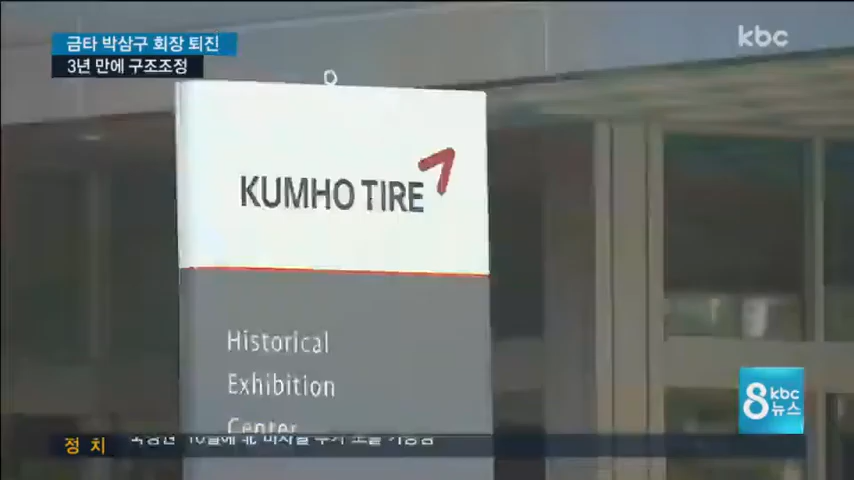 금타 박삼구 회장 퇴진
3년 만에 구조조정
kbc
KUMHO TIRE
Historical
Exhibition
Center
8 kbc
뉴스
정 치